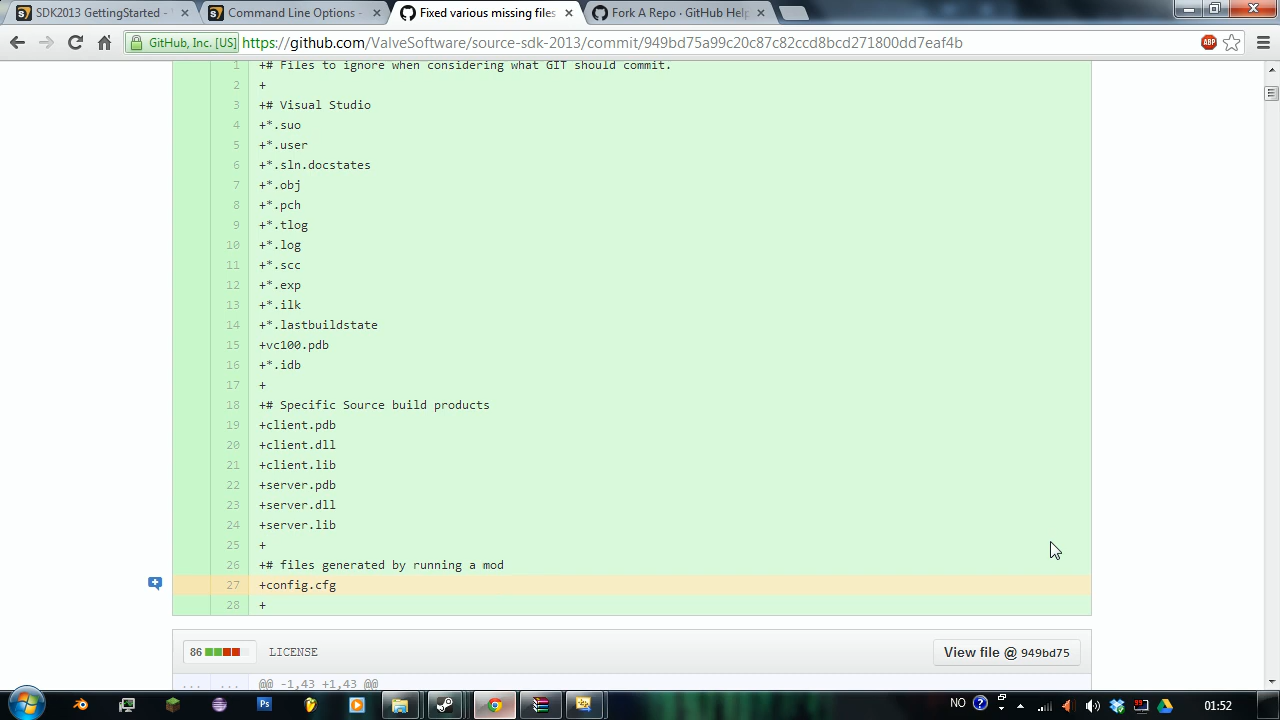 SDK2013 GettingStarted -
Command Line Options -
Fixed various missing files
Fork A Repo · GitHub Help
GitHub, Inc. [US]
https://github.com/ValveSoftware/source-sdk-2013/commit/949bd75a99c20c87c82ccd8bcd271800dd7eaf4b
ABP
1 +# Files to ignore when considering what GIT should commit.
2 +
3 +# Visual Studio
4 +*.suo
5 +*.user
6 +*.sln.docstates
7 +*.obj
8 +*.pch
9 +*.tlog
10 +*.log
11 +*.scc
12 +*.exp
13 +*.ilk
14 +*.lastbuildstate
15 +vc100.pdb
16 +*.idb
17 +
18 +# Specific Source build products
19 +client.pdb
20 +client.dll
21 +client.lib
22 +server.pdb
23 +server.dll
24 +server.lib
25 +
26 +# files generated by running a mod
27 +config.cfg
28 +
86 LICENSE View file @ 949bd75
... ... @@ -1,43 +1,43 @@
Ps
NO
01:52